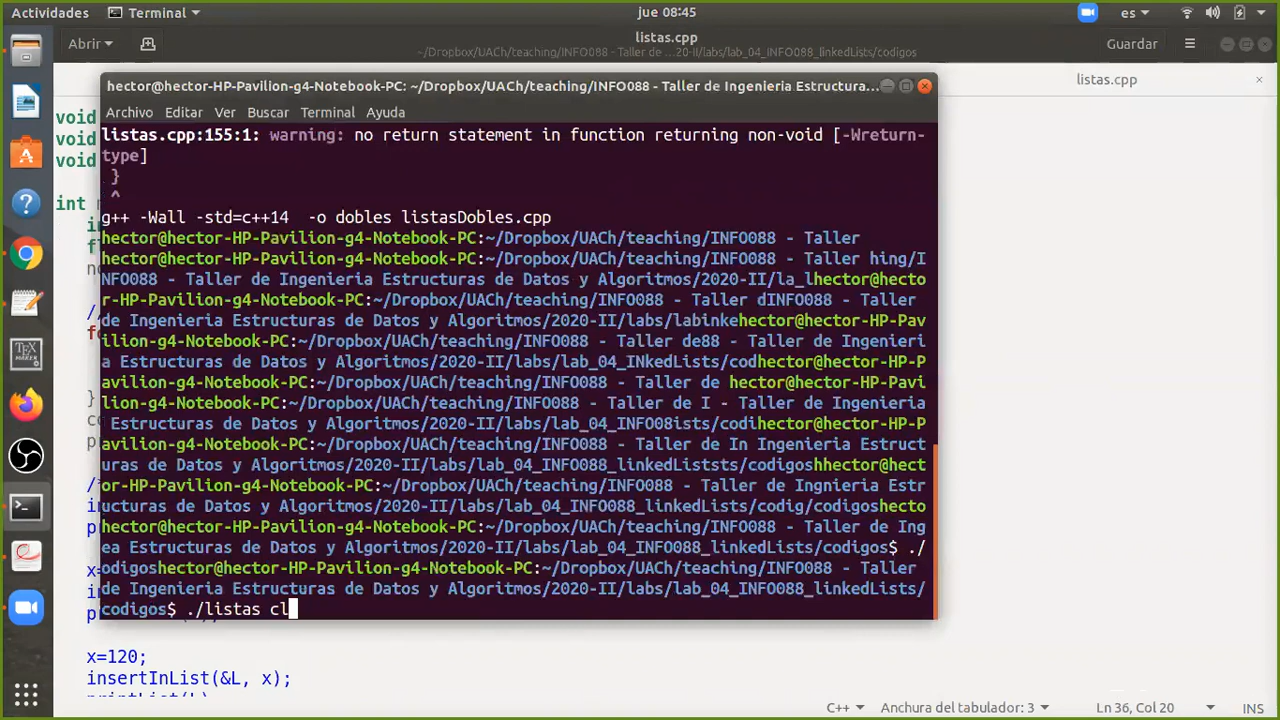 Actividades
Terminal
jue 08:45
es
Abrir
listas.cpp
~/Dropbox/UACh/teaching/INFO088 - Taller de ...20-II/labs/lab_04_INFO088_linkedLists/codigos
Guardar
hector@hector-HP-Pavilion-g4-Notebook-PC: ~/Dropbox/UACh/teaching/INFO088 - Taller de Ingenieria Estructura...
listas.cpp
Archivo Editar Ver Buscar Terminal Ayuda
void
void
void
int
listas.cpp:155:1: warning: no return statement in function returning non-void [-Wreturn-
type]
}
^
g++ -Wall -std=c++14  -o dobles listasDobles.cpp
hector@hector-HP-Pavilion-g4-Notebook-PC:~/Dropbox/UACh/teaching/INFO088 - Taller
hector@hector-HP-Pavilion-g4-Notebook-PC:~/Dropbox/UACh/teaching/INFO088 - Taller hing/I
NFO088 - Taller de Ingenieria Estructuras de Datos y Algoritmos/2020-II/la_lhector@hecto
r-HP-Pavilion-g4-Notebook-PC:~/Dropbox/UACh/teaching/INFO088 - Taller dINFO088 - Taller
de Ingenieria Estructuras de Datos y Algoritmos/2020-II/labs/labinkehector@hector-HP-Pav
ilion-g4-Notebook-PC:~/Dropbox/UACh/teaching/INFO088 - Taller de88 - Taller de Ingenieri
a Estructuras de Datos y Algoritmos/2020-II/labs/lab_04_INkedLists/codhector@hector-HP-P
avilion-g4-Notebook-PC:~/Dropbox/UACh/teaching/INFO088 - Taller de hector@hector-HP-Pavi
lion-g4-Notebook-PC:~/Dropbox/UACh/teaching/INFO088 - Taller de I - Taller de Ingenieria
Estructuras de Datos y Algoritmos/2020-II/labs/lab_04_INFO08ists/codihector@hector-HP-P
avilion-g4-Notebook-PC:~/Dropbox/UACh/teaching/INFO088 - Taller de In Ingenieria Estruct
uras de Datos y Algoritmos/2020-II/labs/lab_04_INFO088_linkedListsts/codigoshhector@hect
or-HP-Pavilion-g4-Notebook-PC:~/Dropbox/UACh/teaching/INFO088 - Taller de Ingnieria Estr
ucturas de Datos y Algoritmos/2020-II/labs/lab_04_INFO088_linkedLists/codig/codigoshecto
hector@hector-HP-Pavilion-g4-Notebook-PC:~/Dropbox/UACh/teaching/INFO088 - Taller de Ing
ea Estructuras de Datos y Algoritmos/2020-II/labs/lab_04_INFO088_linkedLists/codigos$ ./
odigoshector@hector-HP-Pavilion-g4-Notebook-PC:~/Dropbox/UACh/teaching/INFO088 - Taller
de Ingenieria Estructuras de Datos y Algoritmos/2020-II/labs/lab_04_INFO088_linkedLists/
codigos$ ./listas cl
x=120;
insertInList(&L, x);
C++
Anchura del tabulador: 3
Ln 36, Col 20
INS